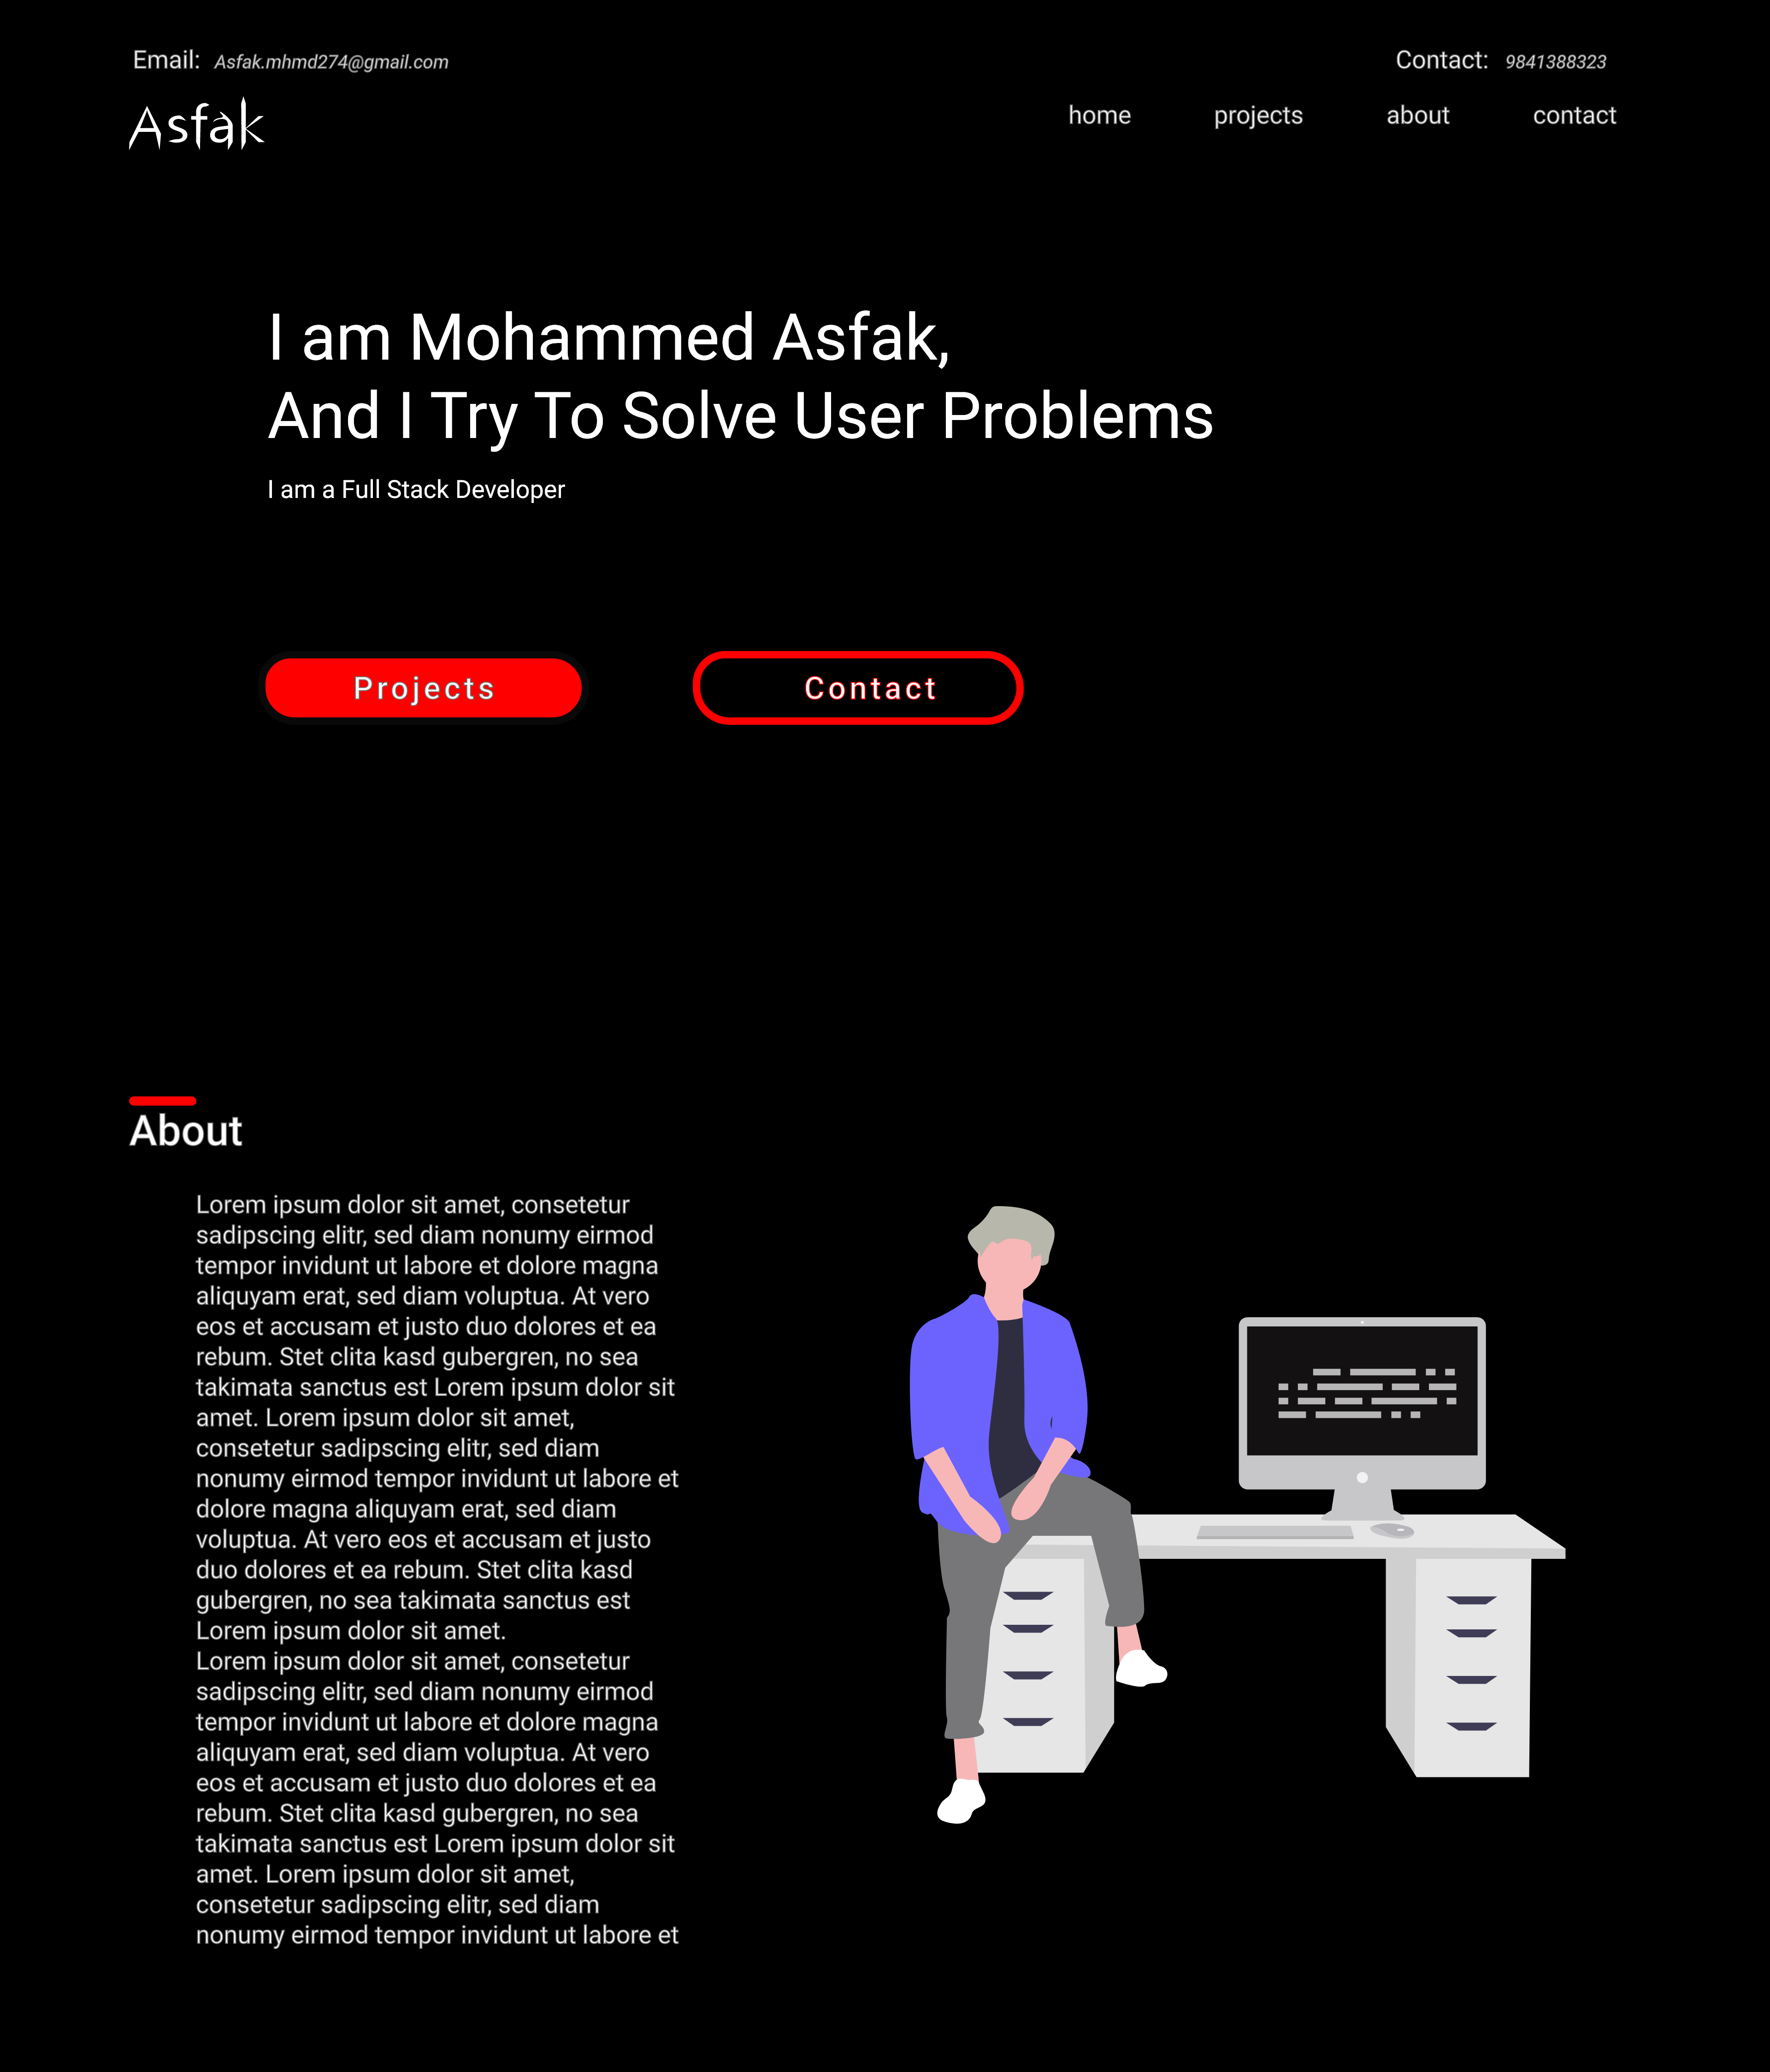 Email: Asfak.mhmd274@gmail.com
Contact: 9841388323
Asfak
home projects about contact
I am Mohammed Asfak,
And I Try To Solve User Problems
I am a Full Stack Developer
Projects
Contact
About
Lorem ipsum dolor sit amet, consetetur
sadipscing elitr, sed diam nonumy eirmod
tempor invidunt ut labore et dolore magna
aliquyam erat, sed diam voluptua. At vero
eos et accusam et justo duo dolores et ea
rebum. Stet clita kasd gubergren, no sea
takimata sanctus est Lorem ipsum dolor sit
amet. Lorem ipsum dolor sit amet,
consetetur sadipscing elitr, sed diam
nonumy eirmod tempor invidunt ut labore et
dolore magna aliquyam erat, sed diam
voluptua. At vero eos et accusam et justo
duo dolores et ea rebum. Stet clita kasd
gubergren, no sea takimata sanctus est
Lorem ipsum dolor sit amet.
Lorem ipsum dolor sit amet, consetetur
sadipscing elitr, sed diam nonumy eirmod
tempor invidunt ut labore et dolore magna
aliquyam erat, sed diam voluptua. At vero
eos et accusam et justo duo dolores et ea
rebum. Stet clita kasd gubergren, no sea
takimata sanctus est Lorem ipsum dolor sit
amet. Lorem ipsum dolor sit amet,
consetetur sadipscing elitr, sed diam
nonumy eirmod tempor invidunt ut labore et